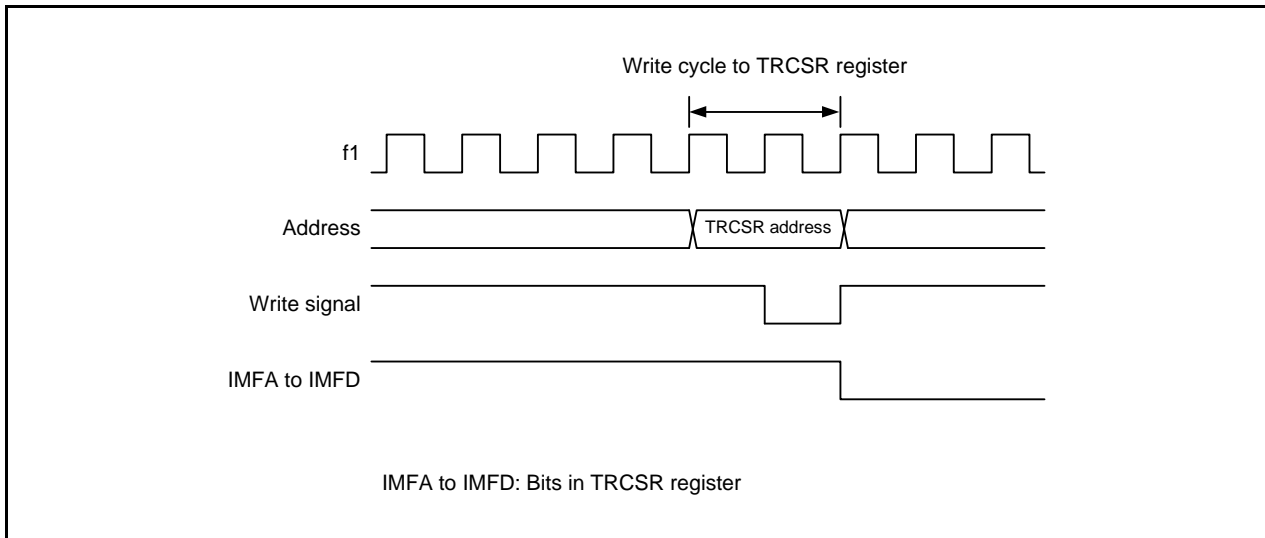 Write cycle to TRCSR register
f1
Address
TRCSR address
Write signal
IMFA to IMFD
IMFA to IMFD: Bits in TRCSR register